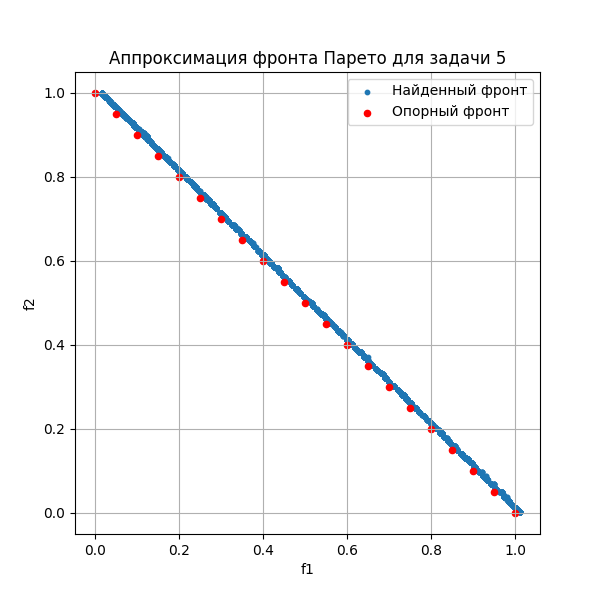 Аппроксимация фронта Парето для задачи 5
Найденный фронт
Опорный фронт
f2
1.0
0.8
0.6
0.4
0.2
0.0
0.0 0.2 0.4 0.6 0.8 1.0
f1